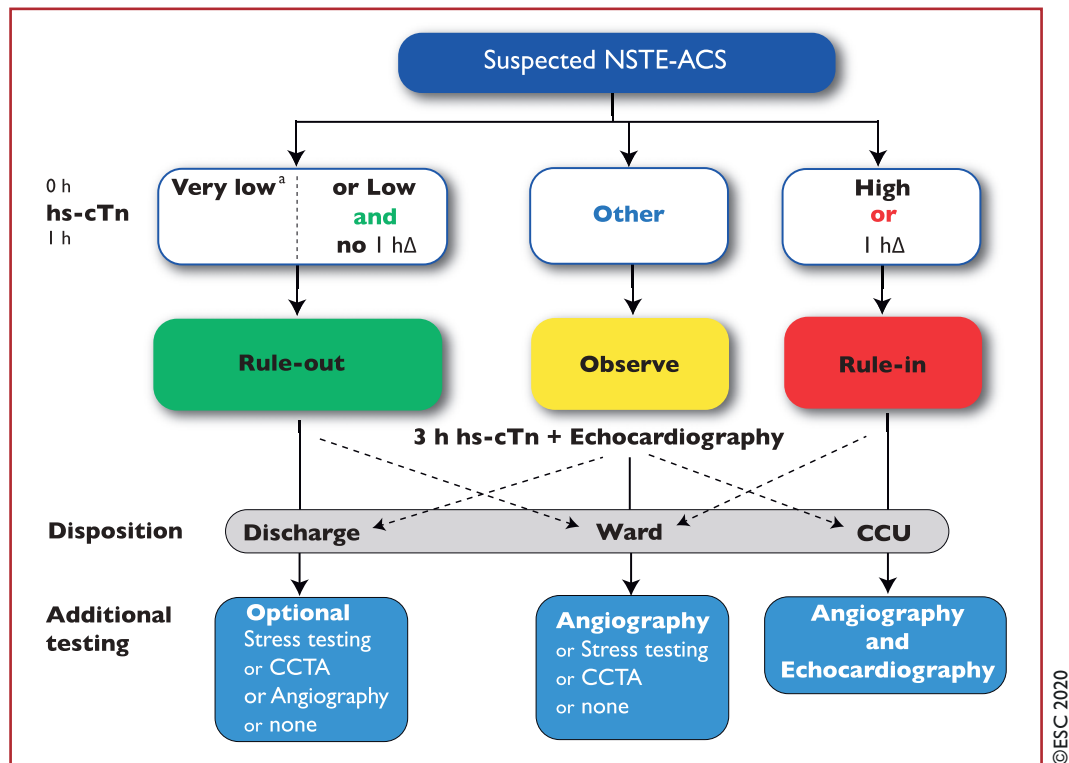 Suspected NSTE-ACS
0 h
hs-cTn
1 h
Very lowᵃ
or Low
and
no 1 hΔ
Other
High
or
1 hΔ
Rule-out
Observe
Rule-in
3 h hs-cTn + Echocardiography
Disposition
Discharge
Ward
CCU
Additional
testing
Optional
Stress testing
or CCTA
or Angiography
or none
Angiography
or Stress testing
or CCTA
or none
Angiography
and
Echocardiography
©ESC 2020